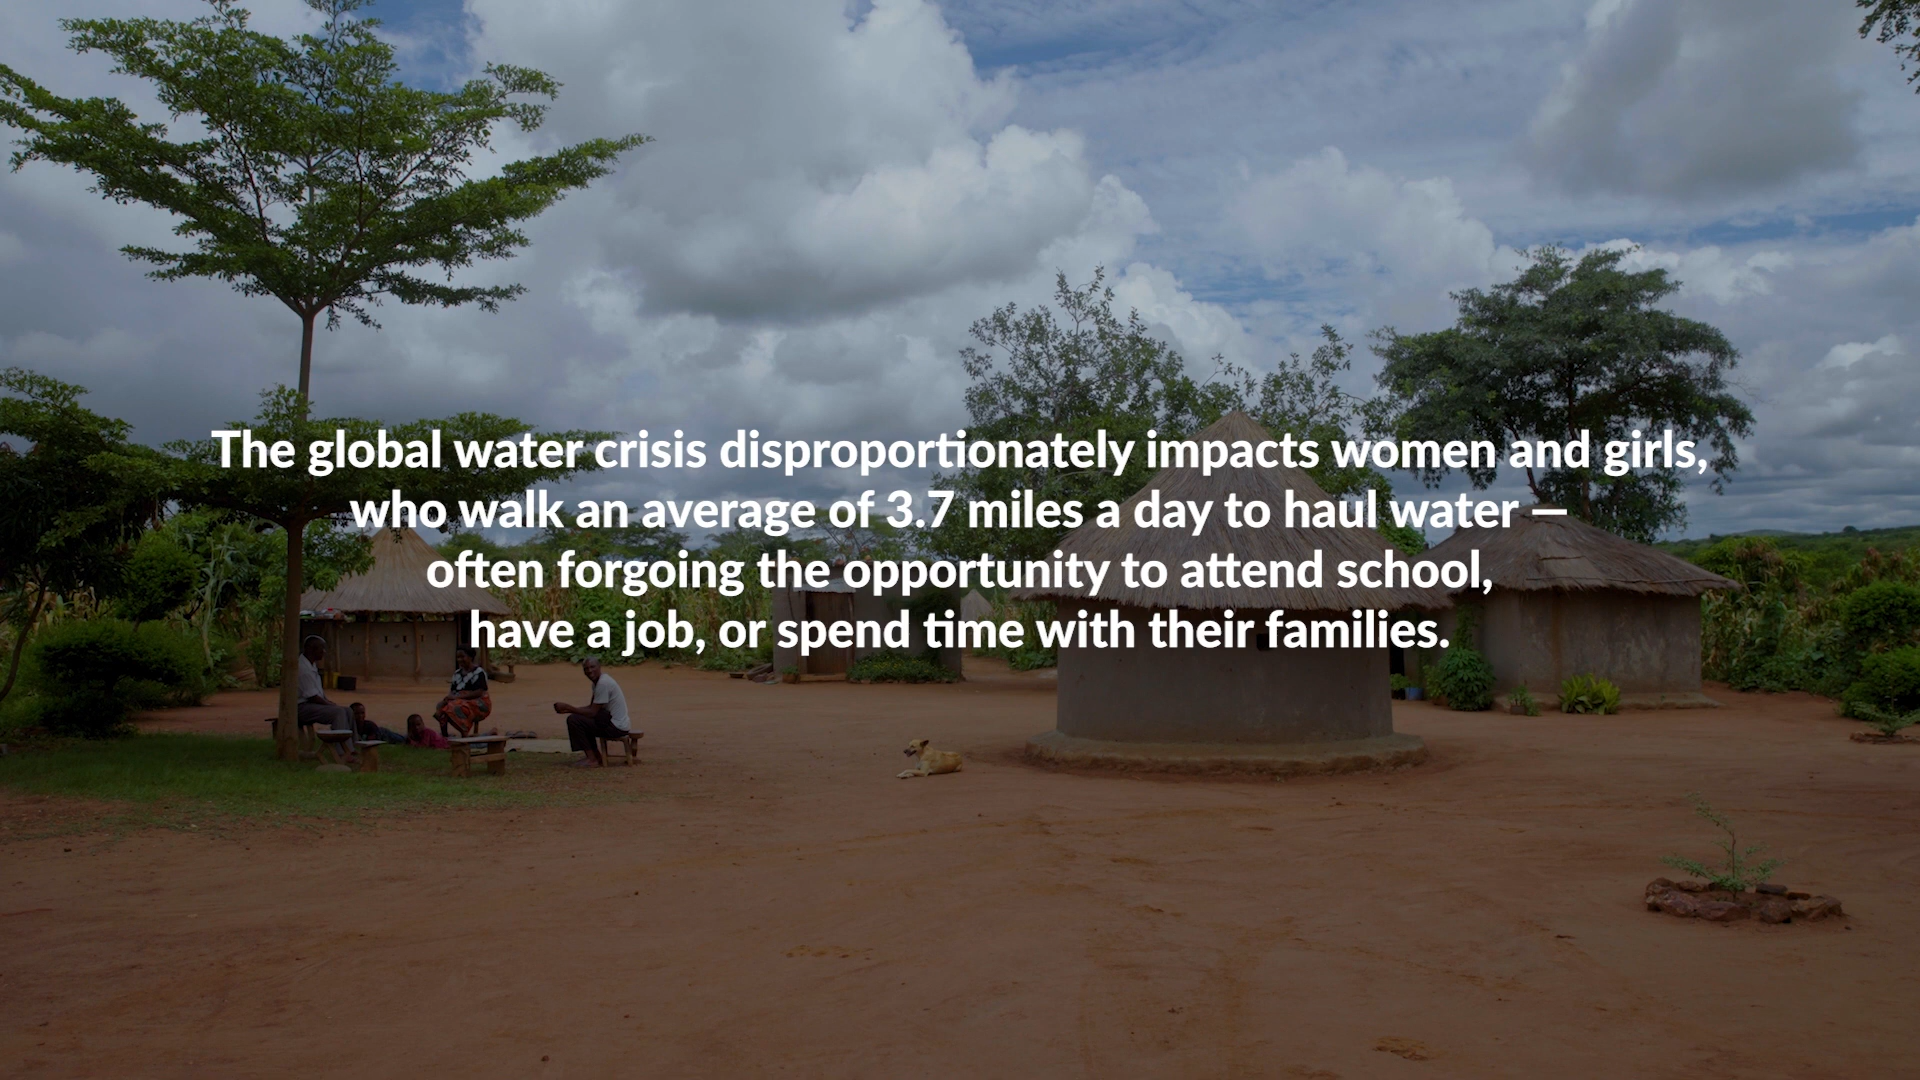 The global water crisis disproportionately impacts women and girls,
who walk an average of 3.7 miles a day to haul water —
often forgoing the opportunity to attend school,
have a job, or spend time with their families.